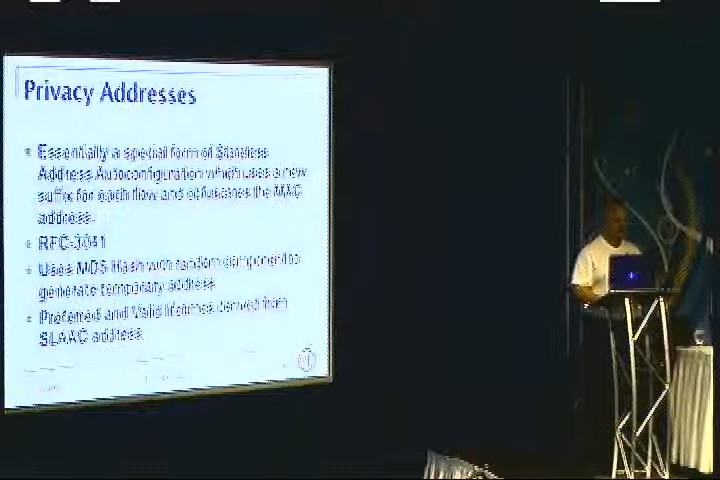 Privacy Addresses
Essentially a special form of Stateless
Address Autoconfiguration which uses a new
suffix for each flow and obfuscates the MAC
address.
RFC-3041
Uses MD5 Hash with random component to
generate temporary address
Preferred and Valid lifetimes derived from
SLAAC address